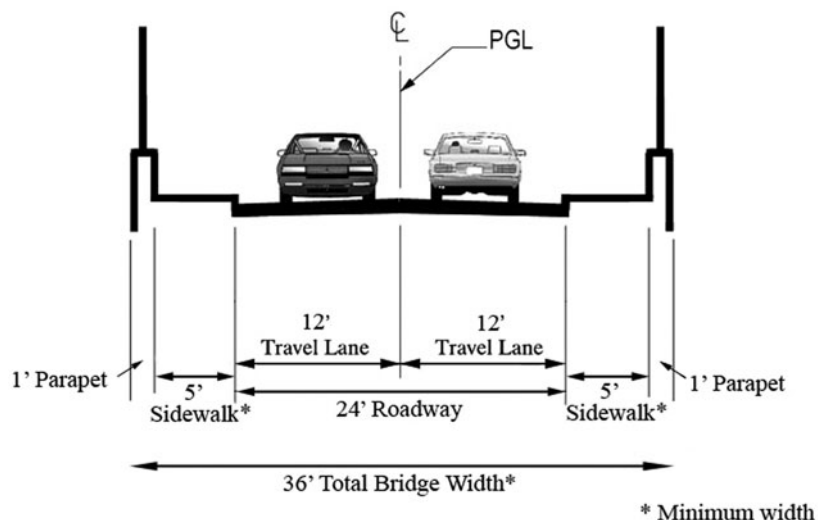 ℄
PGL
12’
Travel Lane
12’
Travel Lane
1’ Parapet
5’
Sidewalk*
24’ Roadway
5’
Sidewalk*
1’ Parapet
36’ Total Bridge Width*
* Minimum width